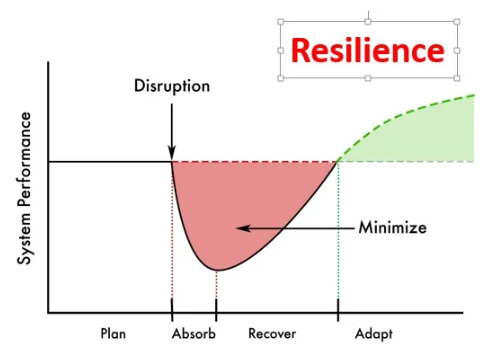 Resilience
Disruption
System Performance
Minimize
Plan Absorb Recover Adapt